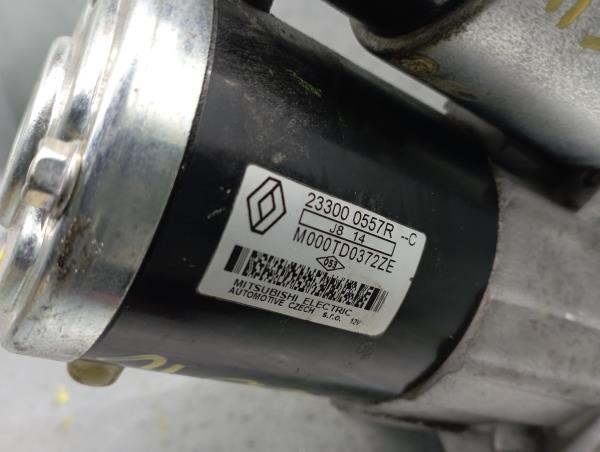 23300 0557R --C
J8 14
M000TD0372ZE
053
MITSUBISHI ELECTRIC
AUTOMOTIVE CZECH s.r.o. 12V